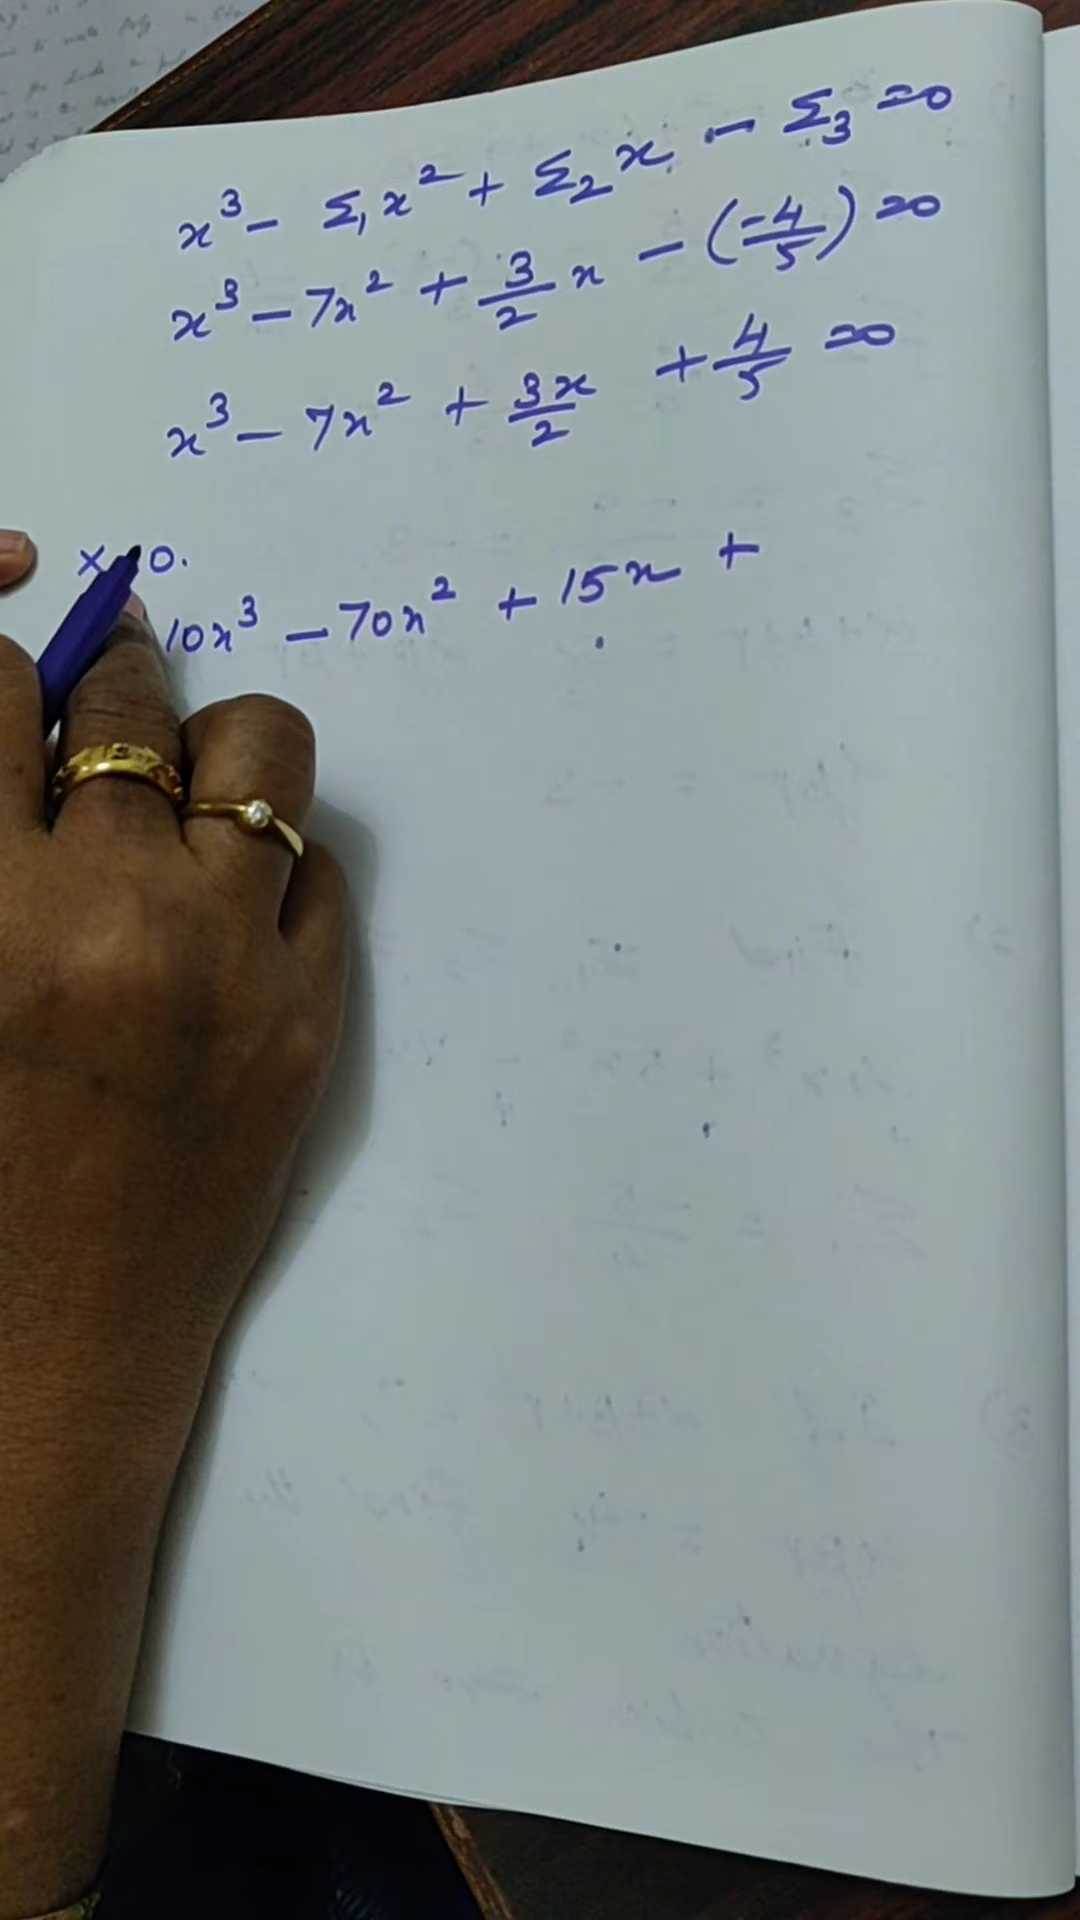 x³ - Σ₁x² + Σ₂x - Σ₃ = 0
x³ - 7x² + 3/2 x - (-4/5) = 0
x³ - 7x² + 3x/2 + 4/5 = 0
× 10.
10x³ - 70x² + 15x +